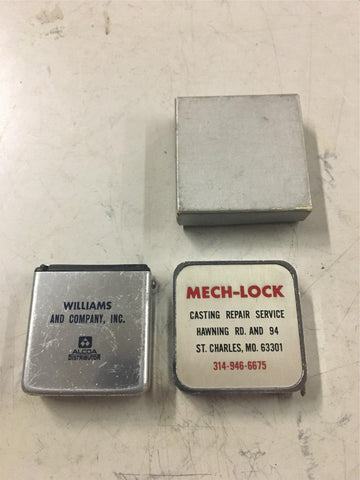 WILLIAMS
AND COMPANY, INC.
ALCOA
DISTRIBUTOR
MECH-LOCK
CASTING REPAIR SERVICE
HAWNING RD. AND 94
ST. CHARLES, MO. 63301
314-946-6675